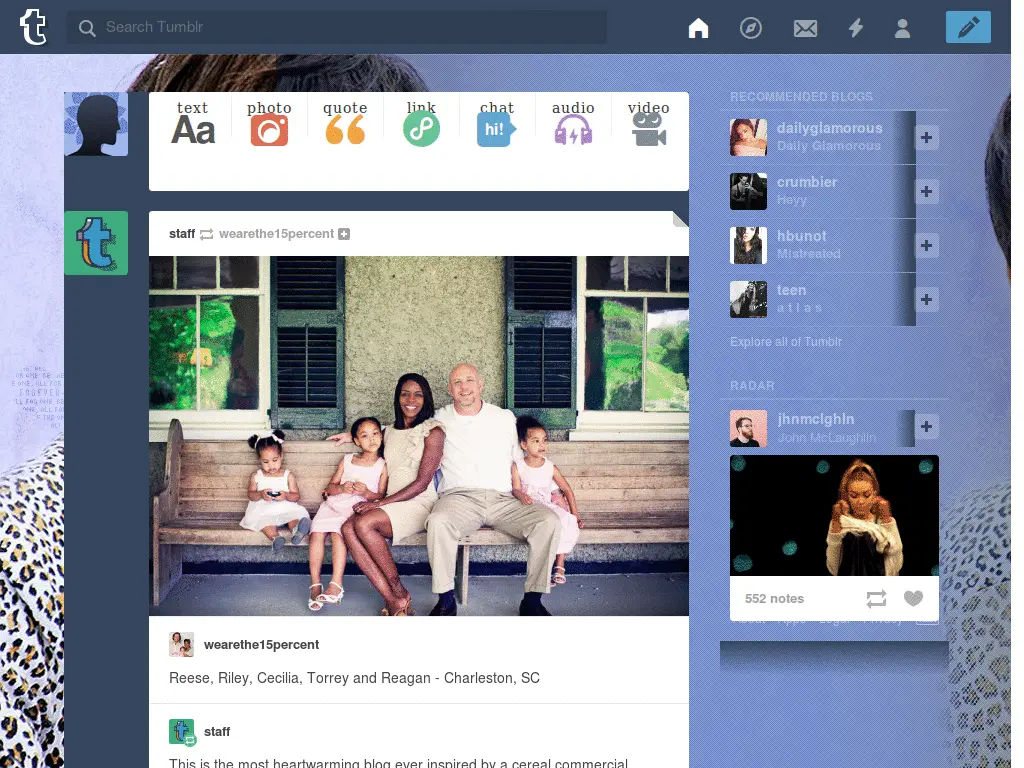 Search Tumblr
text photo quote link chat audio video
Aa hi!
staff wearethe15percent
wearethe15percent
Reese, Riley, Cecilia, Torrey and Reagan - Charleston, SC
staff
This is the most heartwarming blog ever inspired by a cereal commercial
RECOMMENDED BLOGS
dailyglamorous
Daily Glamorous
crumbier
Heyy
hbunot
Mistreated
teen
a t l a s
Explore all of Tumblr
RADAR
jhnmclghln
John McLaughlin
552 notes